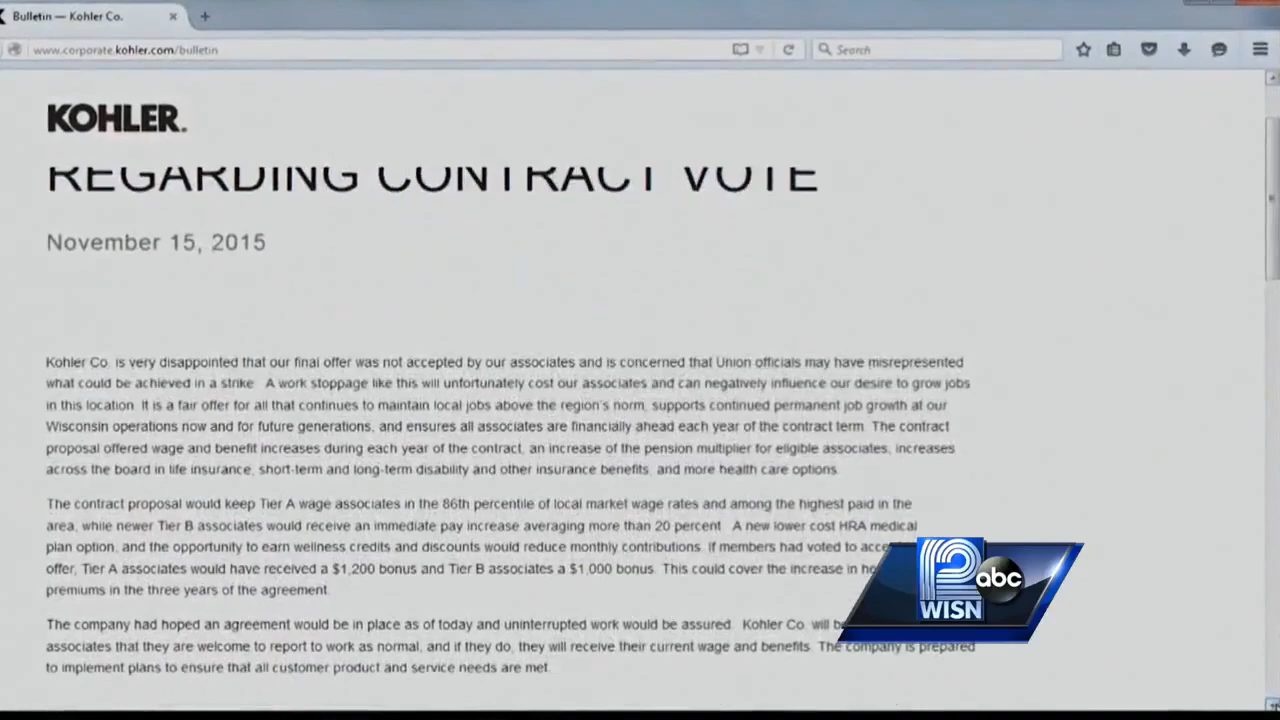 Bulletin — Kohler Co.
www.corporate.kohler.com/bulletin
Search
KOHLER.
REGARDING CONTRACT VOTE
November 15, 2015
Kohler Co. is very disappointed that our final offer was not accepted by our associates and is concerned that Union officials may have misrepresented
what could be achieved in a strike. A work stoppage like this will unfortunately cost our associates and can negatively influence our desire to grow jobs
in this location. It is a fair offer for all that continues to maintain local jobs above the region's norm, supports continued permanent job growth at our
Wisconsin operations now and for future generations, and ensures all associates are financially ahead each year of the contract term. The contract
proposal offered wage and benefit increases during each year of the contract, an increase of the pension multiplier for eligible associates, increases
across the board in life insurance, short-term and long-term disability and other insurance benefits, and more health care options.
The contract proposal would keep Tier A wage associates in the 86th percentile of local market wage rates and among the highest paid in the
area, while newer Tier B associates would receive an immediate pay increase averaging more than 20 percent. A new lower cost HRA medical
plan option, and the opportunity to earn wellness credits and discounts would reduce monthly contributions. If members had voted to
offer, Tier A associates would have received a $1,200 bonus and Tier B associates a $1,000 bonus. This could cover the increase in
premiums in the three years of the agreement.
The company had hoped an agreement would be in place as of today and uninterrupted work would be assured. Kohler Co. will
associates that they are welcome to report to work as normal, and if they do, they will receive their current wage and benefits. The company is prepared
to implement plans to ensure that all customer product and service needs are met.
12
abc
WISN